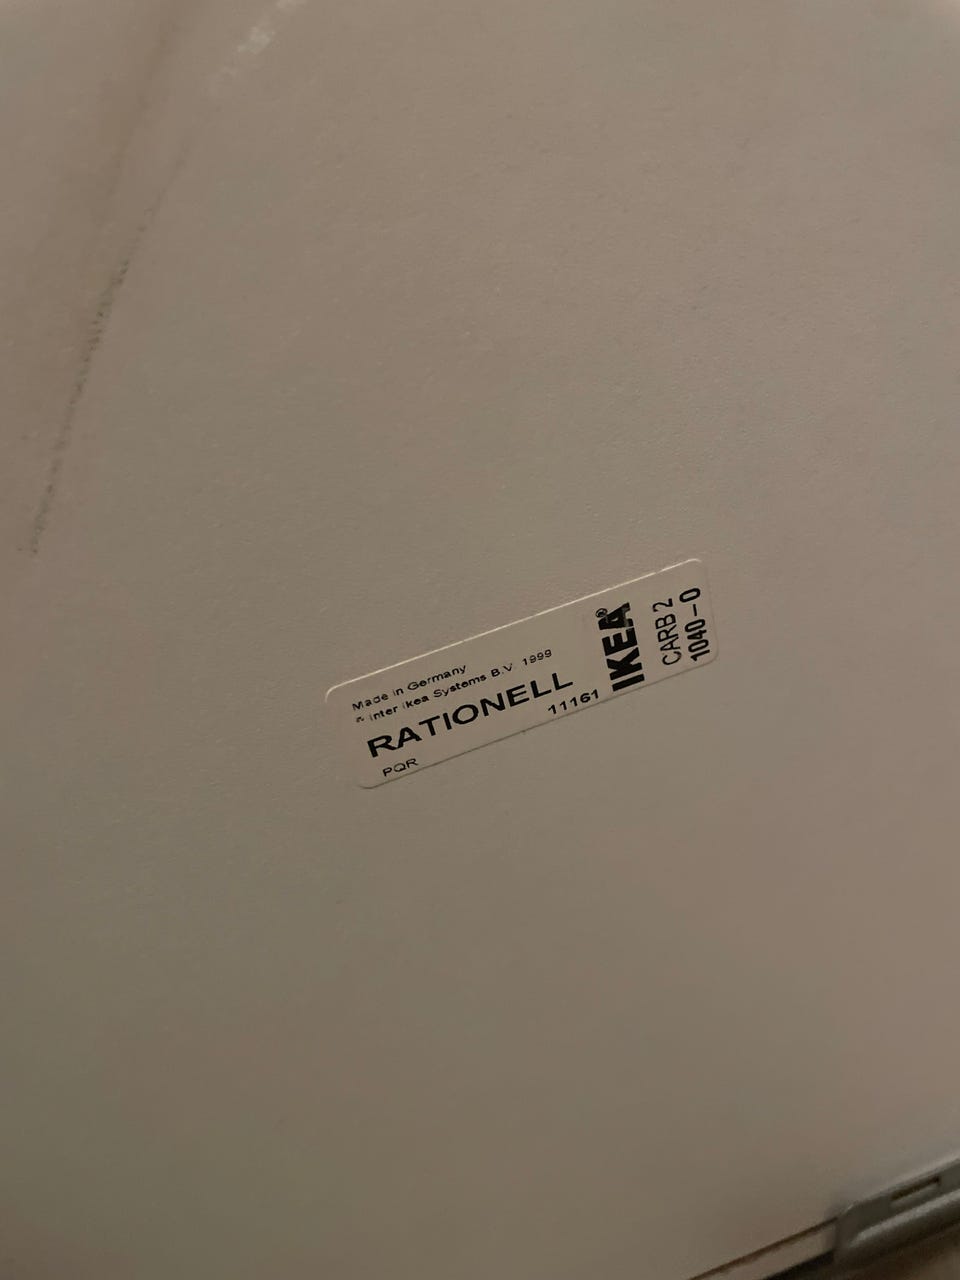 Made in Germany
© Inter Ikea Systems B.V. 1999
RATIONELL
11161
PQR
IKEA®
CARB 2
1040-0